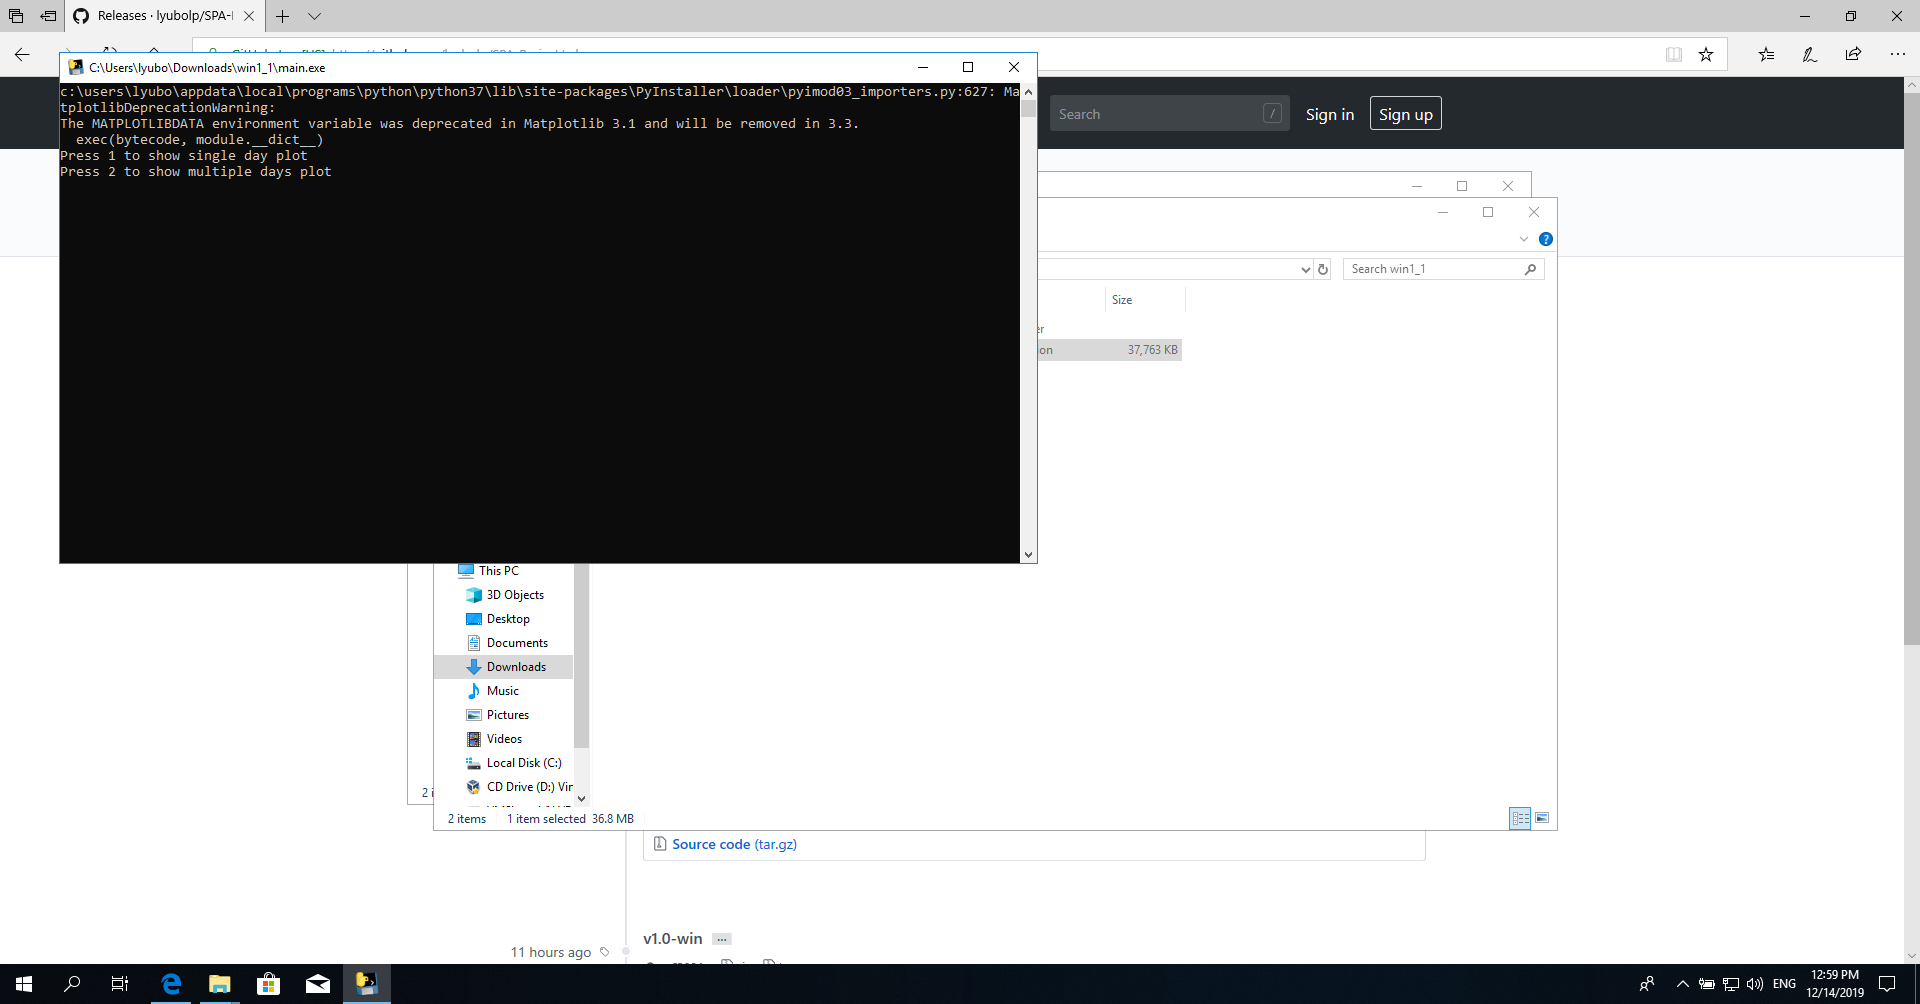 Releases · lyubolp/SPA-
C:\Users\lyubo\Downloads\win1_1\main.exe
c:\users\lyubo\appdata\local\programs\python\python37\lib\site-packages\PyInstaller\loader\pyimod03_importers.py:627: Ma
tplotlibDeprecationWarning:
The MATPLOTLIBDATA environment variable was deprecated in Matplotlib 3.1 and will be removed in 3.3.
exec(bytecode, module.__dict__)
Press 1 to show single day plot
Press 2 to show multiple days plot
Search /
Sign in
Sign up
?
Search win1_1
Size
er
ion 37,763 KB
This PC
3D Objects
Desktop
Documents
Downloads
Music
Pictures
Videos
Local Disk (C:)
CD Drive (D:) Vir
2 i
2 items 1 item selected 36.8 MB
Source code (tar.gz)
v1.0-win ...
11 hours ago
ENG
12:59 PM
12/14/2019